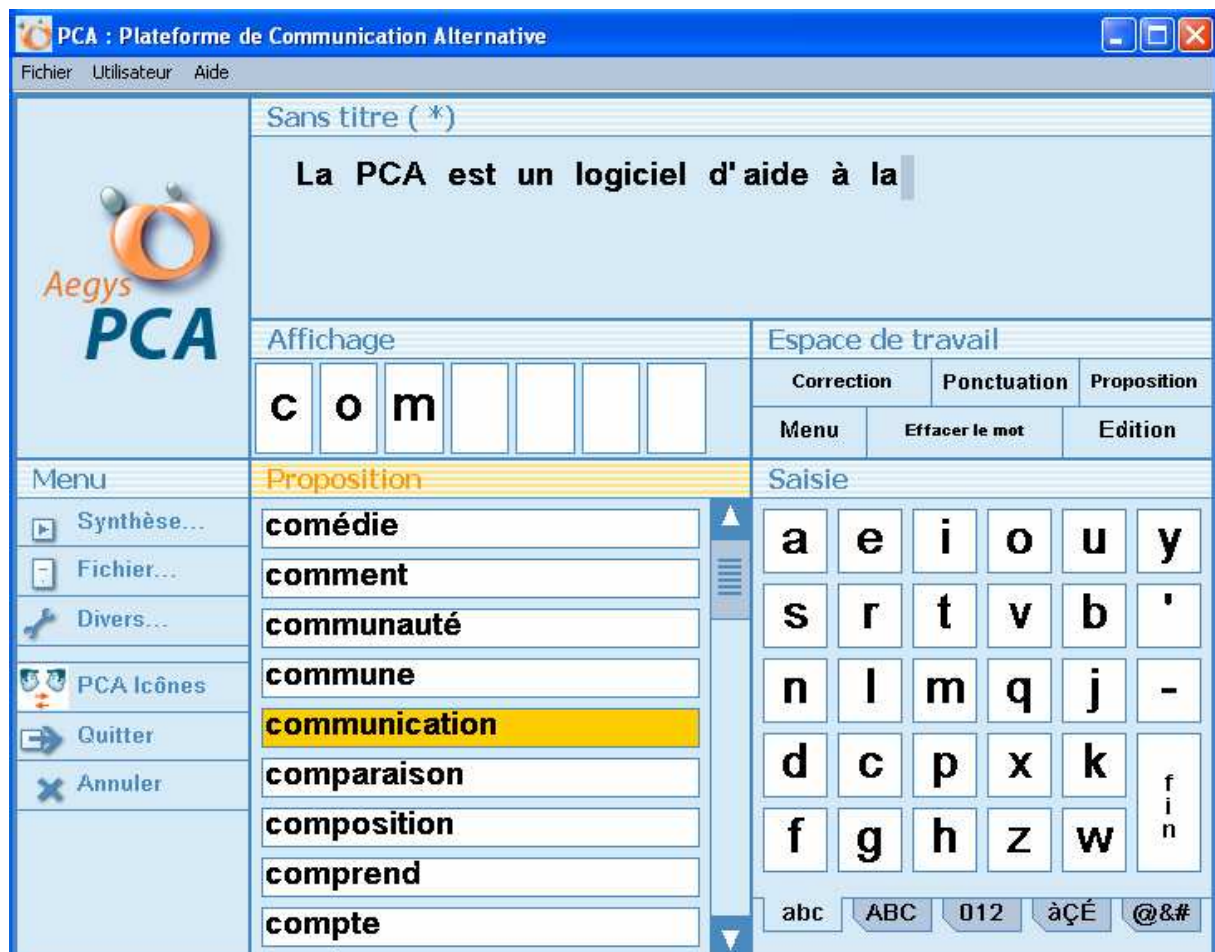 PCA : Plateforme de Communication Alternative
Fichier Utilisateur Aide
Aegys
PCA
Sans titre ( *)
La PCA est un logiciel d'aide à la
Affichage
c o m
Espace de travail
Correction Ponctuation Proposition
Menu Effacer le mot Edition
Menu
Synthèse...
Fichier...
Divers...
PCA Icônes
Quitter
Annuler
Proposition
comédie
comment
communauté
commune
communication
comparaison
composition
comprend
compte
Saisie
a e i o u y
s r t v b '
n l m q j -
d c p x k fin
f g h z w
abc ABC 012 àÇÉ @&#